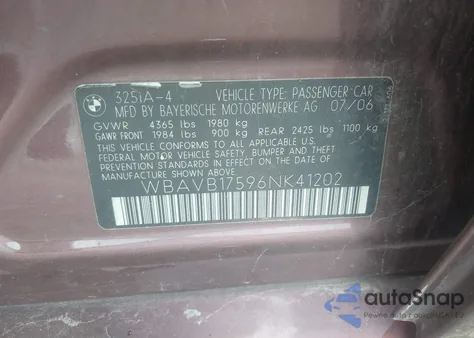 325iA-4 VEHICLE TYPE: PASSENGER CAR
MFD BY BAYERISCHE MOTORENWERKE AG 07/06
GVWR 4365 lbs 1980 kg
GAWR FRONT 1984 lbs 900 kg REAR 2425 lbs 1100 kg
THIS VEHICLE CONFORMS TO ALL APPLICABLE U.S.
FEDERAL MOTOR VEHICLE SAFETY, BUMPER, AND
THEFT PREVENTION STANDARDS IN EFFECT ON THE
DATE OF MANUFACTURE SHOWN ABOVE.
WBAVB17596NK41202
autoSnap
Pewne auta z